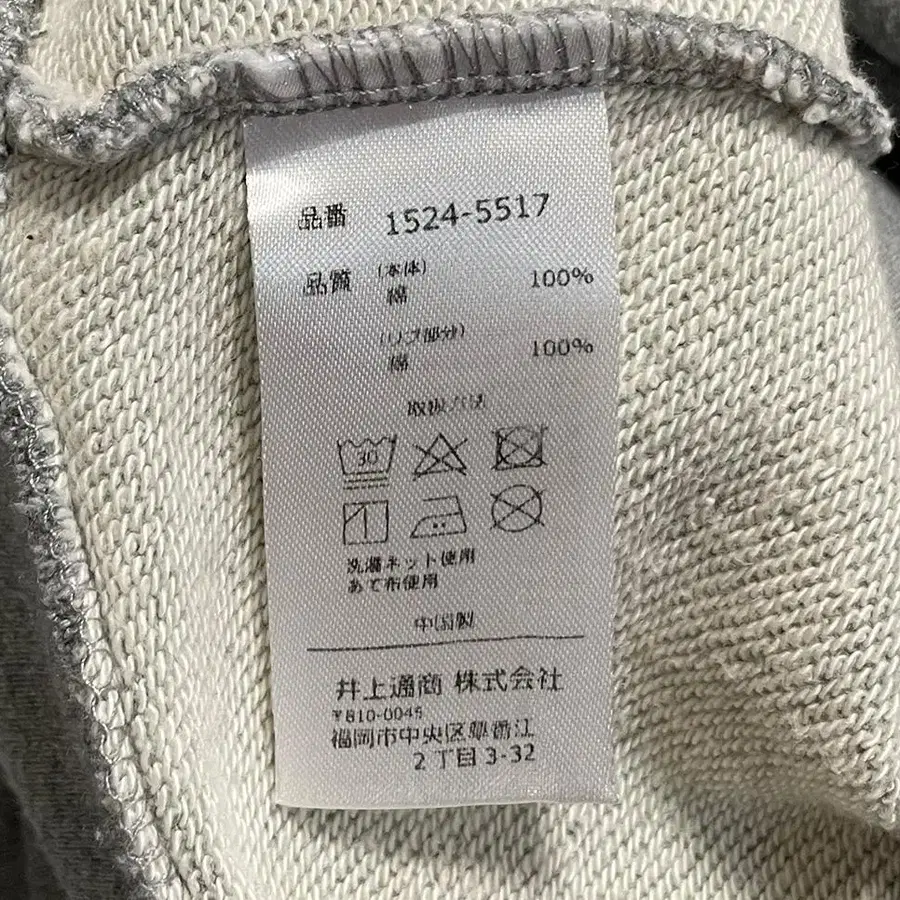 品番 1524-5517
品質 (本体)
綿 100%
(リブ部分)
綿 100%
取扱方法
30
洗濯ネット使用
あて布使用
中国製
井上通商 株式会社
〒810-0045
福岡市中央区草香江
2丁目3-32